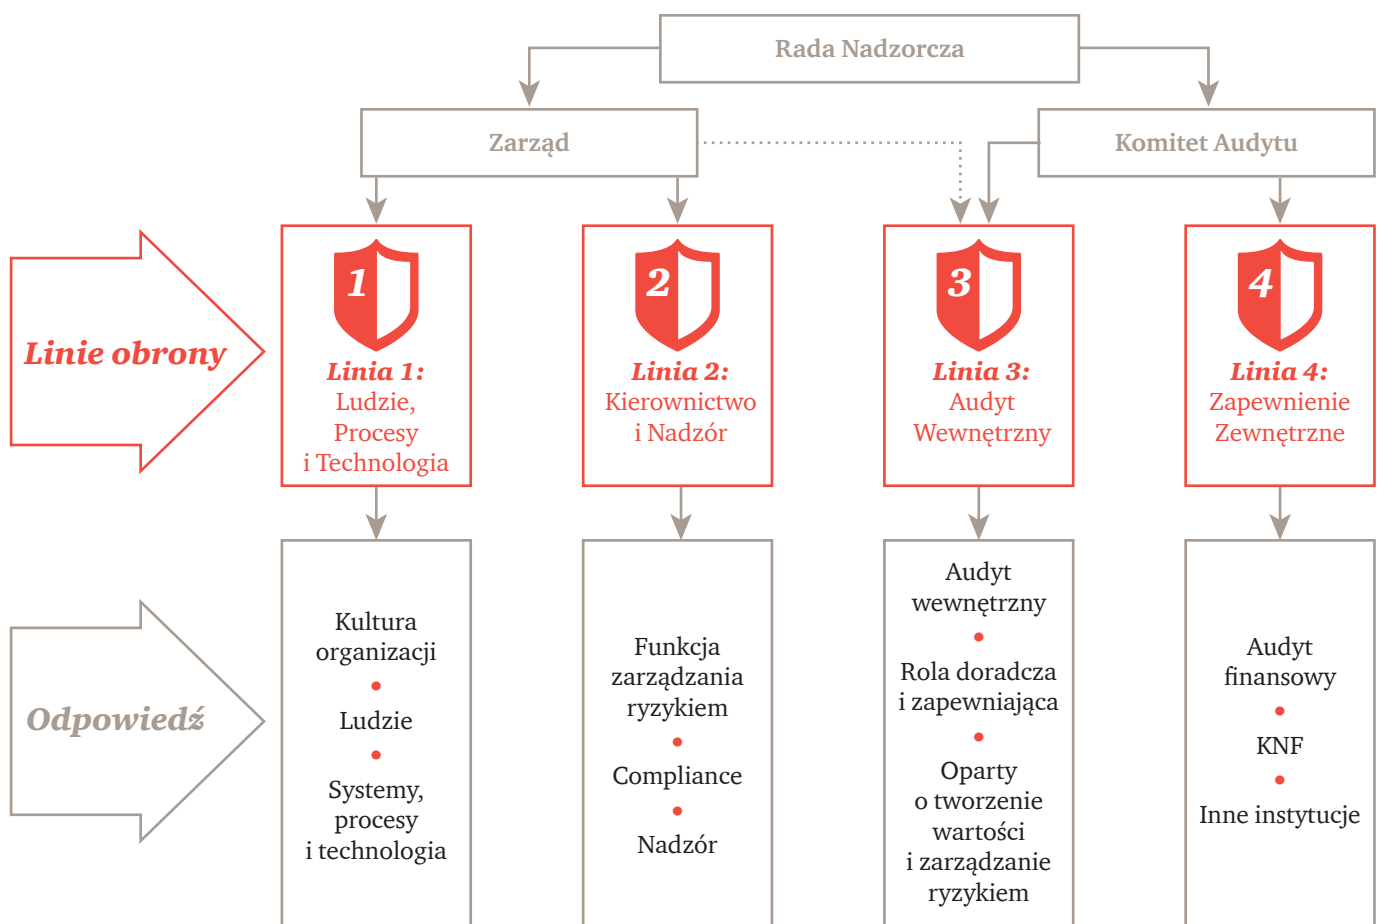 Rada Nadzorcza
Zarząd
Komitet Audytu
Linie obrony
1
Linia 1:
Ludzie,
Procesy
i Technologia
2
Linia 2:
Kierownictwo
i Nadzór
3
Linia 3:
Audyt
Wewnętrzny
4
Linia 4:
Zapewnienie
Zewnętrzne
Odpowiedź
Kultura
organizacji
Ludzie
Systemy,
procesy
i technologia
Funkcja
zarządzania
ryzykiem
Compliance
Nadzór
Audyt
wewnętrzny
Rola doradcza
i zapewniająca
Oparty
o tworzenie
wartości
i zarządzanie
ryzykiem
Audyt
finansowy
KNF
Inne instytucje